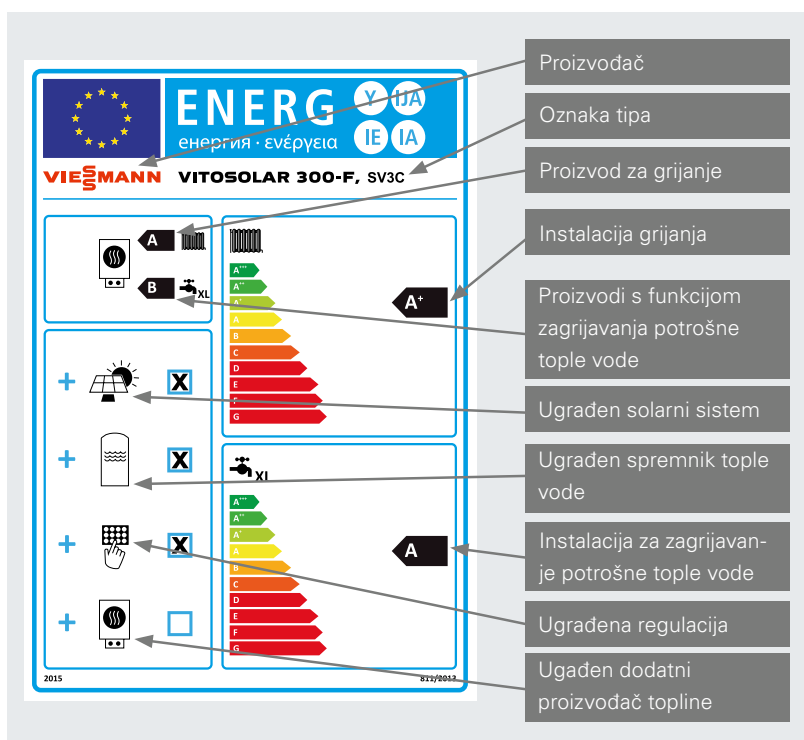 ENERG
енергия · ενέργεια
Y
IJA
IE
IA
VIESSMANN
VITOSOLAR 300-F, SV3C
A
B
XL
X
X
X
A+++
A++
A+
A
B
C
D
E
F
G
A+
XL
A+++
A++
A+
A
B
C
D
E
F
G
A
2015
811/2013
Proizvođač
Oznaka tipa
Proizvod za grijanje
Instalacija grijanja
Proizvodi s funkcijom
zagrijavanja potrošne
tople vode
Ugrađen solarni sistem
Ugrađen spremnik tople
vode
Instalacija za zagrijavan-
je potrošne tople vode
Ugrađena regulacija
Ugađen dodatni
proizvođač topline